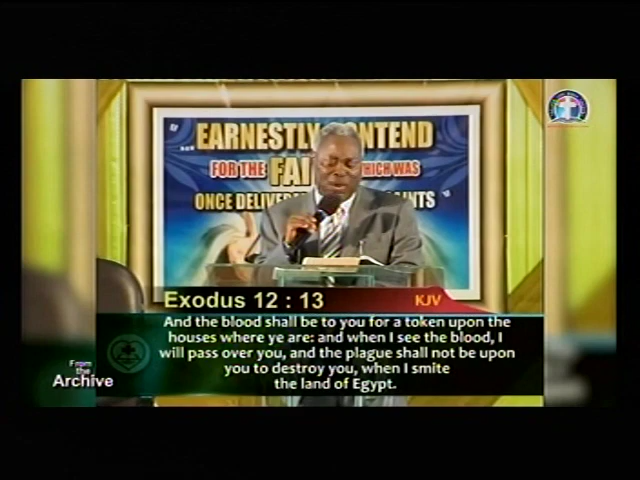 "...EARNESTLY CONTEND
FOR THE FAITH WHICH WAS
ONCE DELIVERED SAINTS"
Exodus 12 : 13
KJV
And the blood shall be to you for a token upon the
houses where ye are: and when I see the blood, I
will pass over you, and the plague shall not be upon
you to destroy you, when I smite
the land of Egypt.
From
the
Archive